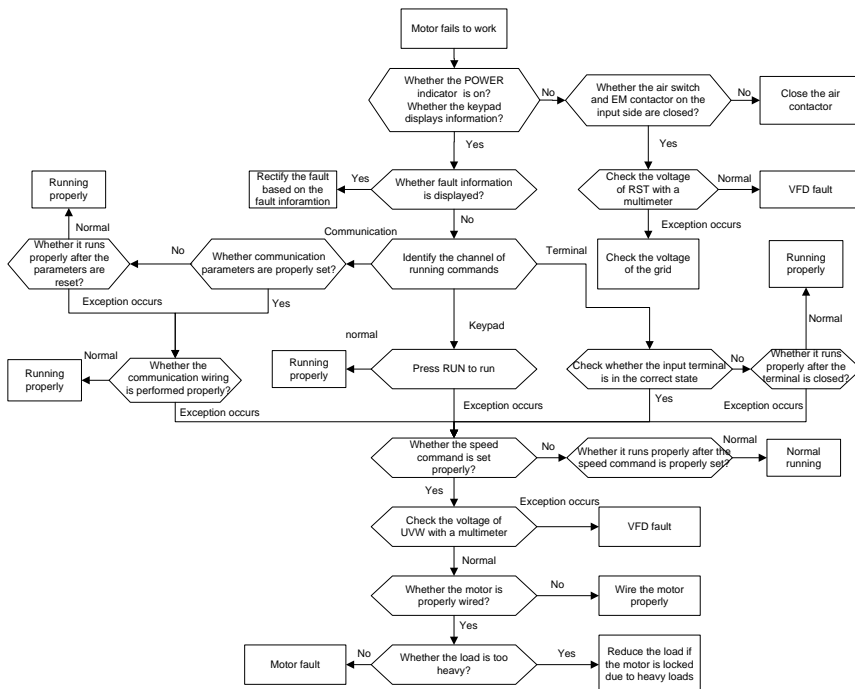 Motor fails to work
Whether the POWER
indicator is on?
Whether the keypad
displays information?
No
Whether the air switch
and EM contactor on the
input side are closed?
No
Close the air
contactor
Yes
Yes
Rectify the fault
based on the
fault inforamtion
Yes
Whether fault information
is displayed?
Check the voltage
of RST with a
multimeter
Normal
VFD fault
Running
properly
Normal
No
Exception occurs
Communication
Whether it runs
properly after the
parameters are
reset?
No
Whether communication
parameters are properly set?
Identify the channel of
running commands
Terminal
Check the voltage
of the grid
Running
properly
Exception occurs
Yes
Keypad
Normal
Running
properly
Normal
Whether the
communication wiring
is performed properly?
normal
Running
properly
Press RUN to run
Check whether the input terminal
is in the correct state
No
Whether it runs
properly after the
terminal is closed?
Exception occurs
Exception occurs
Yes
Exception occurs
Whether the speed
command is set
properly?
No
Whether it runs properly after the
speed command is properly set?
Normal
Normal
running
Yes
Exception occurs
Check the voltage of
UVW with a multimeter
VFD fault
Normal
Whether the motor is
properly wired?
No
Wire the motor
properly
Yes
Motor fault
No
Whether the load is too
heavy?
Yes
Reduce the load if
the motor is locked
due to heavy loads